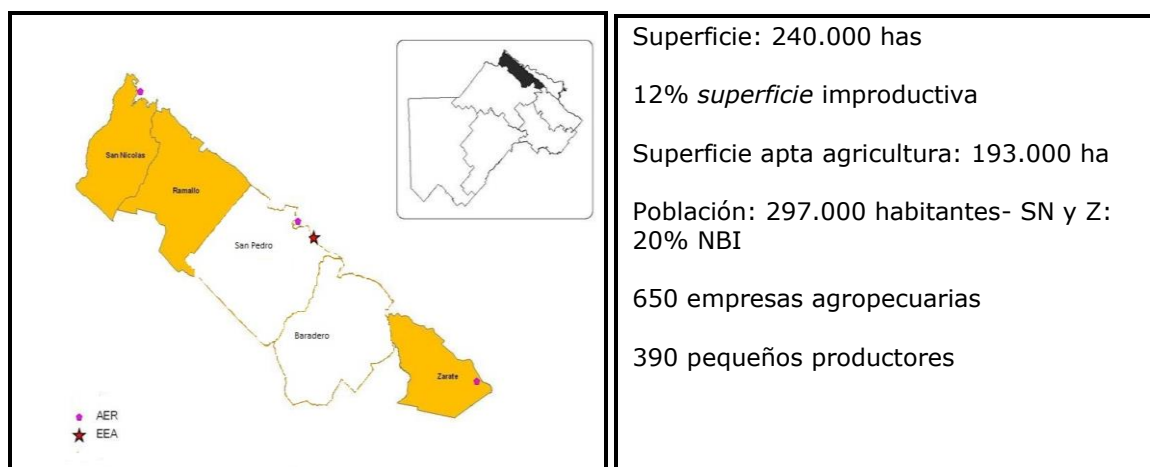 San Nicolas
Ramallo
San Pedro
Baradero
Zarate
AER
EEA
Superficie: 240.000 has
12% superficie improductiva
Superficie apta agricultura: 193.000 ha
Población: 297.000 habitantes- SN y Z:
20% NBI
650 empresas agropecuarias
390 pequeños productores